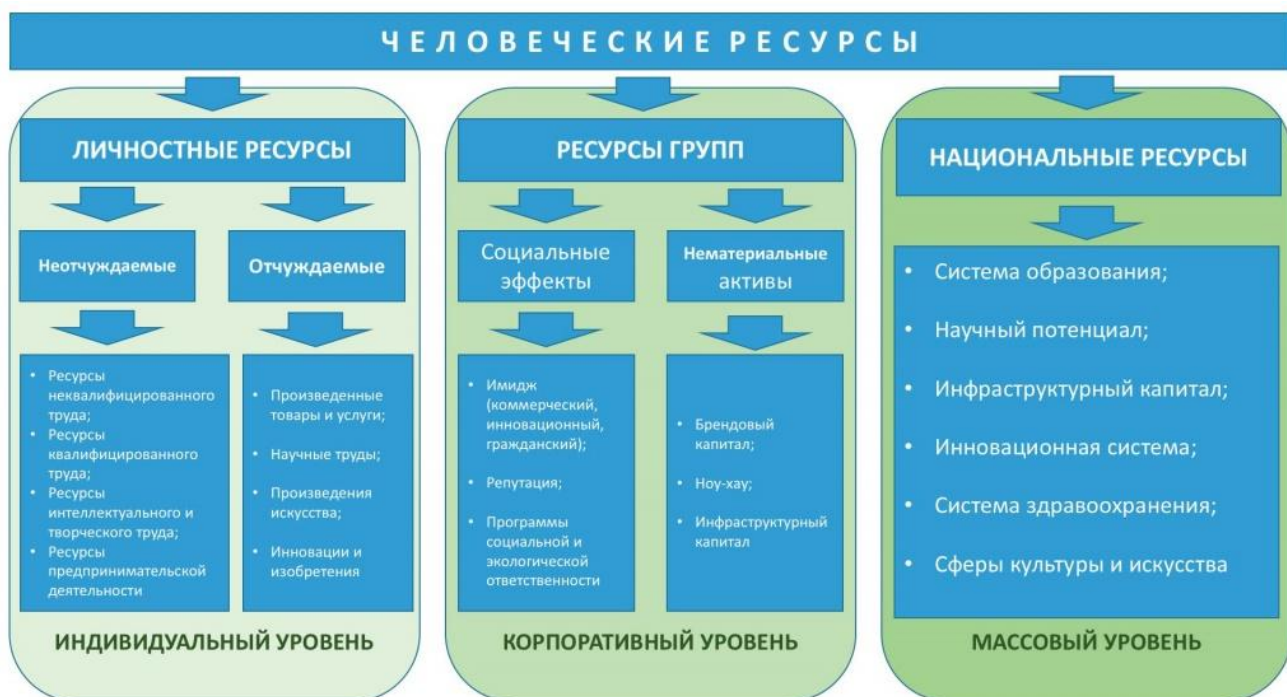 ЧЕЛОВЕЧЕСКИЕ РЕСУРСЫ
ЛИЧНОСТНЫЕ РЕСУРСЫ
Неотчуждаемые
• Ресурсы
неквалифицированного
труда;
• Ресурсы
квалифицированного
труда;
• Ресурсы
интеллектуального и
творческого труда;
• Ресурсы
предпринимательской
деятельности
Отчуждаемые
• Произведенные
товары и услуги;
• Научные труды;
• Произведения
искусства;
• Инновации и
изобретения
ИНДИВИДУАЛЬНЫЙ УРОВЕНЬ
РЕСУРСЫ ГРУПП
Социальные
эффекты
• Имидж
(коммерческий,
инновационный,
гражданский);
• Репутация;
• Программы
социальной и
экологической
ответственности
Нематериальные
активы
• Брендовый
капитал;
• Ноу-хау;
• Инфраструктурный
капитал
КОРПОРАТИВНЫЙ УРОВЕНЬ
НАЦИОНАЛЬНЫЕ РЕСУРСЫ
• Система образования;
• Научный потенциал;
• Инфраструктурный капитал;
• Инновационная система;
• Система здравоохранения;
• Сферы культуры и искусства
МАССОВЫЙ УРОВЕНЬ